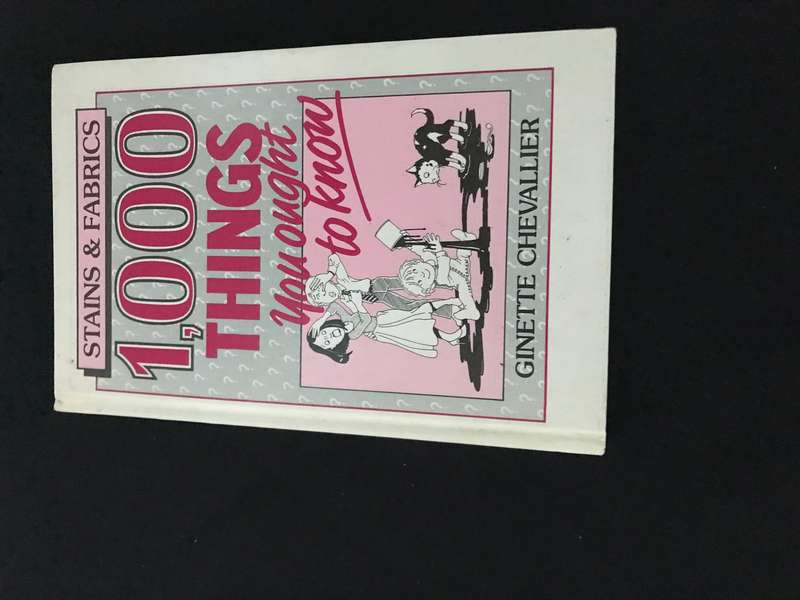 STAINS & FABRICS
1,000
THINGS
you ought
to know
GINETTE CHEVALLIER